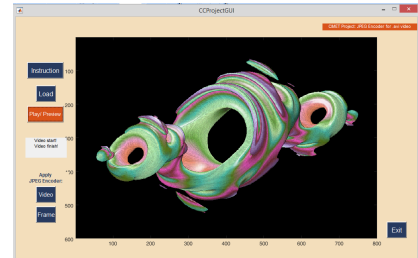 CCProjectGUI
CM3T Project: JPEG Encoder for .avi video
Instruction
Load
Play/ Preview
Video start!
Video finish!
Apply
JPEG Encoder:
Video
Frame
Exit
100
200
300
400
500
600
100
200
300
400
500
600
700
800